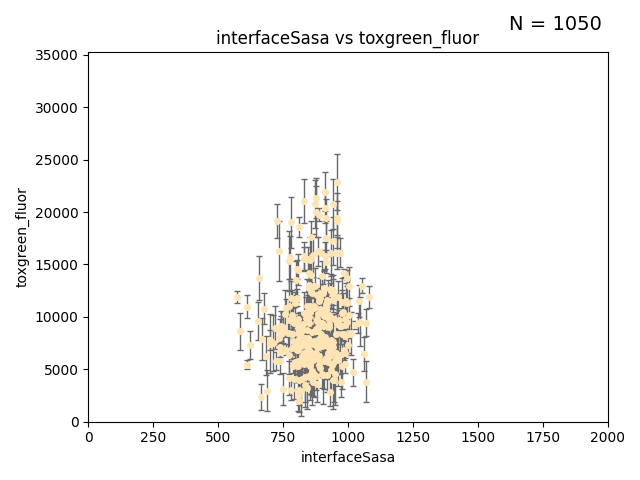 N = 1050
interfaceSasa vs toxgreen_fluor
35000
30000
25000
20000
15000
10000
5000
0
toxgreen_fluor
0 250 500 750 1000 1250 1500 1750 2000
interfaceSasa